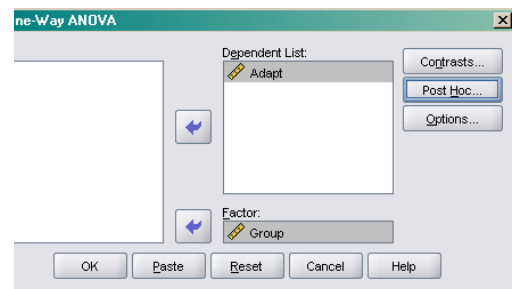 ne-Way ANOVA
Dependent List:
Adapt
Contrasts...
Post Hoc...
Options...
Factor:
Group
OK Paste Reset Cancel Help